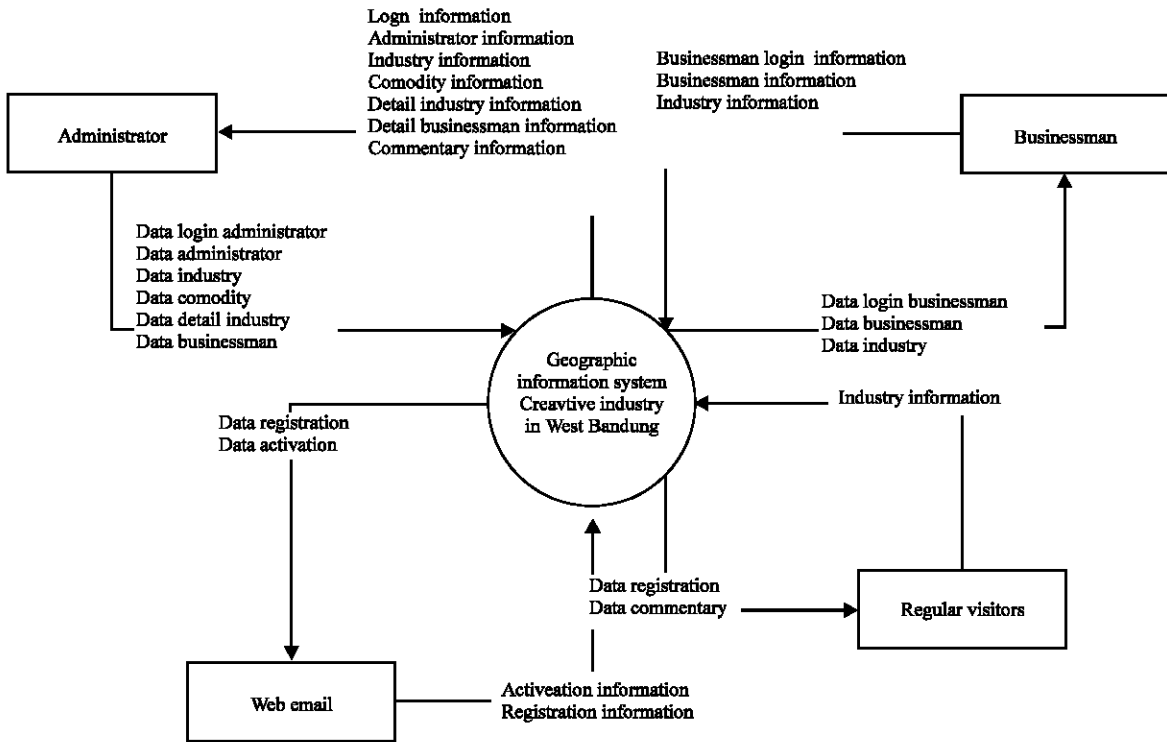 Logn information
Administrator information
Industry information
Comodity information
Detail industry information
Detail businessman information
Commentary information
Businessman login information
Businessman information
Industry information
Administrator
Businessman
Data login administrator
Data administrator
Data industry
Data comodity
Data detail industry
Data businessman
Data login businessman
Data businessman
Data industry
Geographic
information system
Creavtive industry
in West Bandung
Industry information
Data registration
Data activation
Data registration
Data commentary
Regular visitors
Web email
Activeation information
Registration information